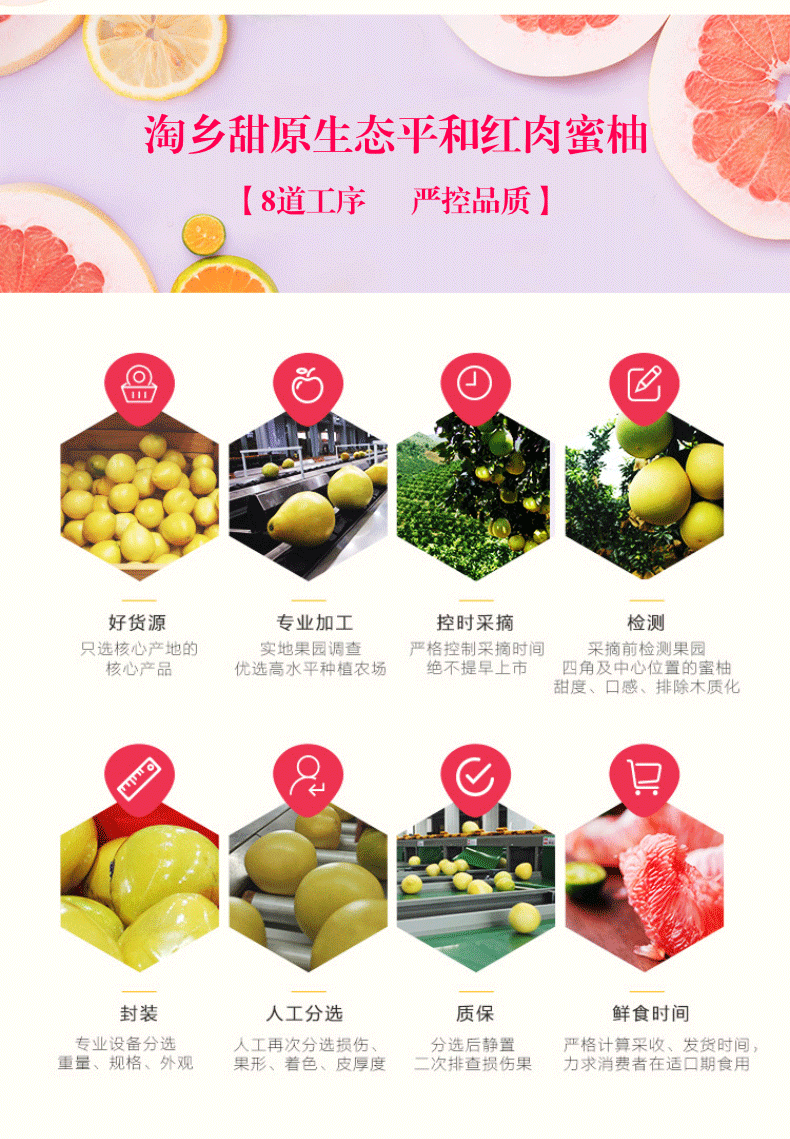 淘乡甜原生态平和红肉蜜柚
【8道工序 严控品质】
好货源
只选核心产地的
核心产品
专业加工
实地果园调查
优选高水平种植农场
控时采摘
严格控制采摘时间
绝不提早上市
检测
采摘前检测果园
四角及中心位置的蜜柚
甜度、口感、排除木质化
封装
专业设备分选
重量、规格、外观
人工分选
人工再次分选损伤、
果形、着色、皮厚度
质保
分选后静置
二次排查损伤果
鲜食时间
严格计算采收、发货时间，
力求消费者在适口期食用